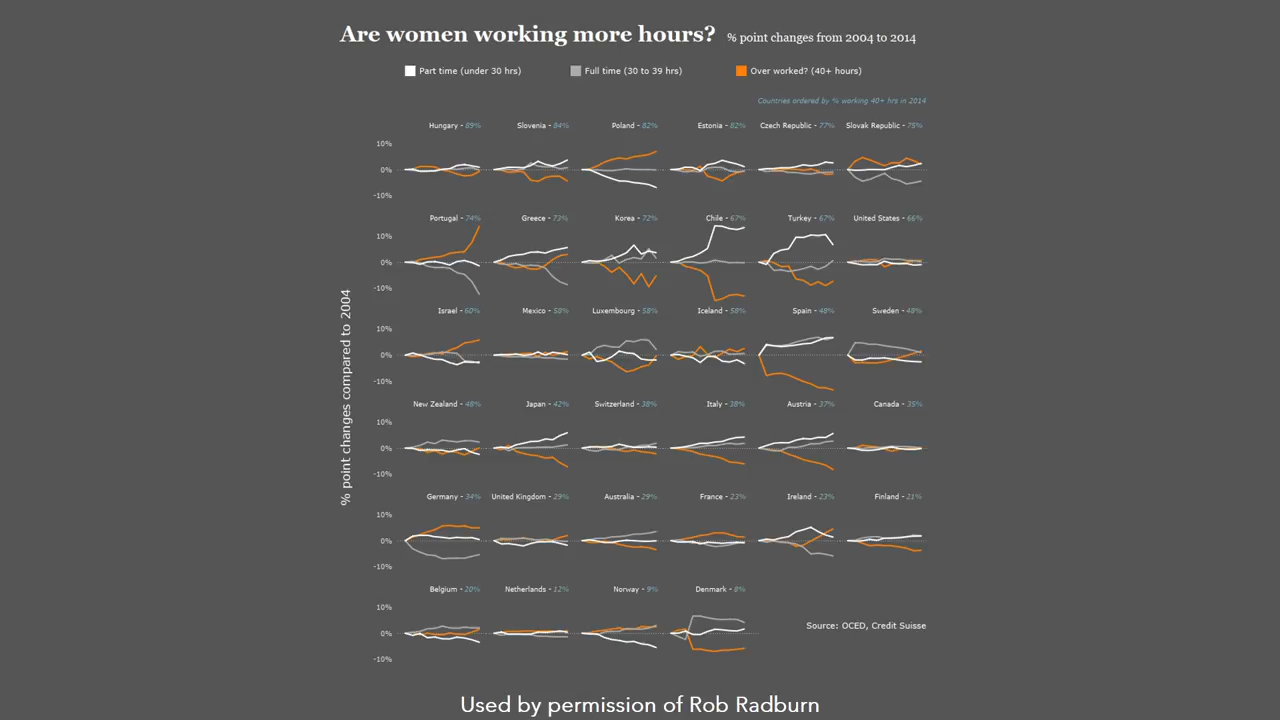 Are women working more hours? % point changes from 2004 to 2014
Part time (under 30 hrs) Full time (30 to 39 hrs) Over worked? (40+ hours)
Countries ordered by % working 40+ hrs in 2014
% point changes compared to 2004
Hungary - 89% Slovenia - 84% Poland - 82% Estonia - 82% Czech Republic - 77% Slovak Republic - 75%
10%
0%
-10%
Portugal - 74% Greece - 73% Korea - 72% Chile - 67% Turkey - 67% United States - 66%
10%
0%
-10%
Israel - 60% Mexico - 58% Luxembourg - 58% Iceland - 58% Spain - 48% Sweden - 48%
10%
0%
-10%
New Zealand - 48% Japan - 42% Switzerland - 38% Italy - 38% Austria - 37% Canada - 35%
10%
0%
-10%
Germany - 34% United Kingdom - 29% Australia - 29% France - 23% Ireland - 23% Finland - 21%
10%
0%
-10%
Belgium - 20% Netherlands - 12% Norway - 9% Denmark - 8%
10%
0%
-10%
Source: OCED, Credit Suisse
Used by permission of Rob Radburn